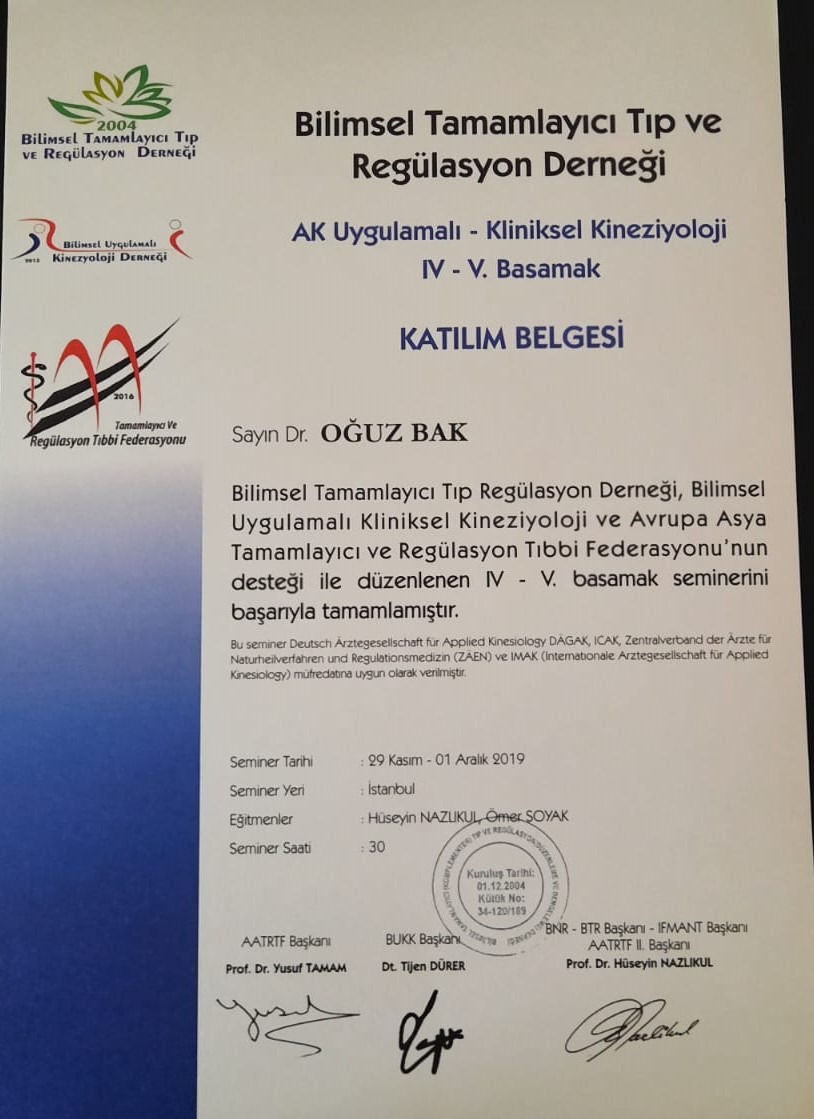 2004
Bilimsel Tamamlayıcı Tıp
ve Regülasyon Derneği
2013
Bilimsel Uygulamalı
Kinezyoloji Derneği
2016
Tamamlayıcı Ve
Regülasyon Tıbbi Federasyonu
Bilimsel Tamamlayıcı Tıp ve
Regülasyon Derneği
AK Uygulamalı - Kliniksel Kineziyoloji
IV - V. Basamak
KATILIM BELGESİ
Sayın Dr. OĞUZ BAK
Bilimsel Tamamlayıcı Tıp Regülasyon Derneği, Bilimsel
Uygulamalı Kliniksel Kineziyoloji ve Avrupa Asya
Tamamlayıcı ve Regülasyon Tıbbi Federasyonu'nun
desteği ile düzenlenen IV - V. basamak seminerini
başarıyla tamamlamıştır.
Bu seminer Deutsch Ärztegesellschaft für Applied Kinesiology DÄGAK, ICAK, Zentralverband der Ärzte für
Naturheilverfahren und Regulationsmedizin (ZAEN) ve IMAK (Internationale Ärztegesellschaft für Applied
Kinesiology) müfredatına uygun olarak verilmiştir.
Seminer Tarihi : 29 Kasım - 01 Aralık 2019
Seminer Yeri : İstanbul
Eğitmenler : Hüseyin NAZLIKUL, Ömer SOYAK
Seminer Saati : 30
Kuruluş Tarihi:
01.12.2004
Kütük No:
34-120/189
AATRTF Başkanı
Prof. Dr. Yusuf TAMAM
BUKK Başkanı
Dt. Tijen DÜRER
BNR - BTR Başkanı - IFMANT Başkanı
AATRTF II. Başkanı
Prof. Dr. Hüseyin NAZLIKUL